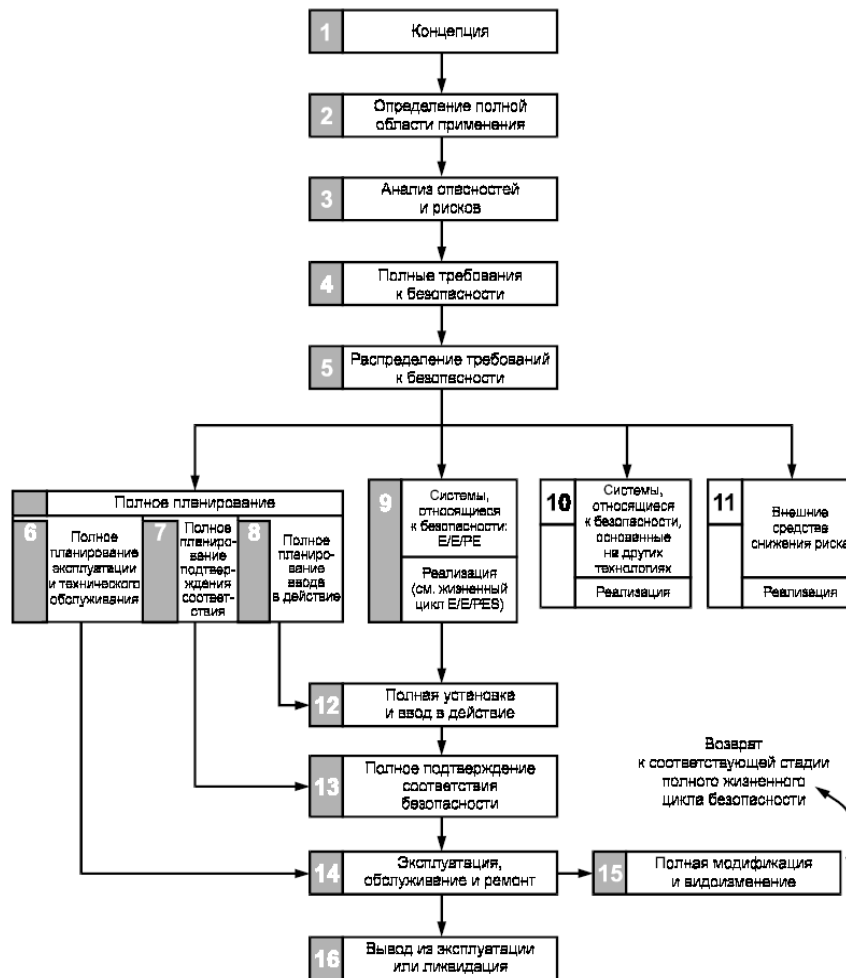 1
Концепция
2
Определение полной
области применения
3
Анализ опасностей
и рисков
4
Полные требования
к безопасности
5
Распределение требований
к безопасности
Полное планирование
6
Полное
планирование
эксплуатации
и технического
обслуживания
7
Полное
планиро-
вание
подтверж-
дения
соответ-
ствия
8
Полное
планиро-
вание
ввода
в действие
9
Системы,
относящиеся
к безопасности:
E/E/PE
Реализация
(см. жизненный
цикл E/E/PES)
10
Системы,
относящиеся
к безопасности,
основанные
на других
технологиях
Реализация
11
Внешние
средства
снижения риска
Реализация
12
Полная установка
и ввод в действие
13
Полное подтверждение
соответствия
безопасности
Возврат
к соответствующей стадии
полного жизненного
цикла безопасности
14
Эксплуатация,
обслуживание и ремонт
15
Полная модификация
и видоизменение
16
Вывод из эксплуатации
или ликвидация